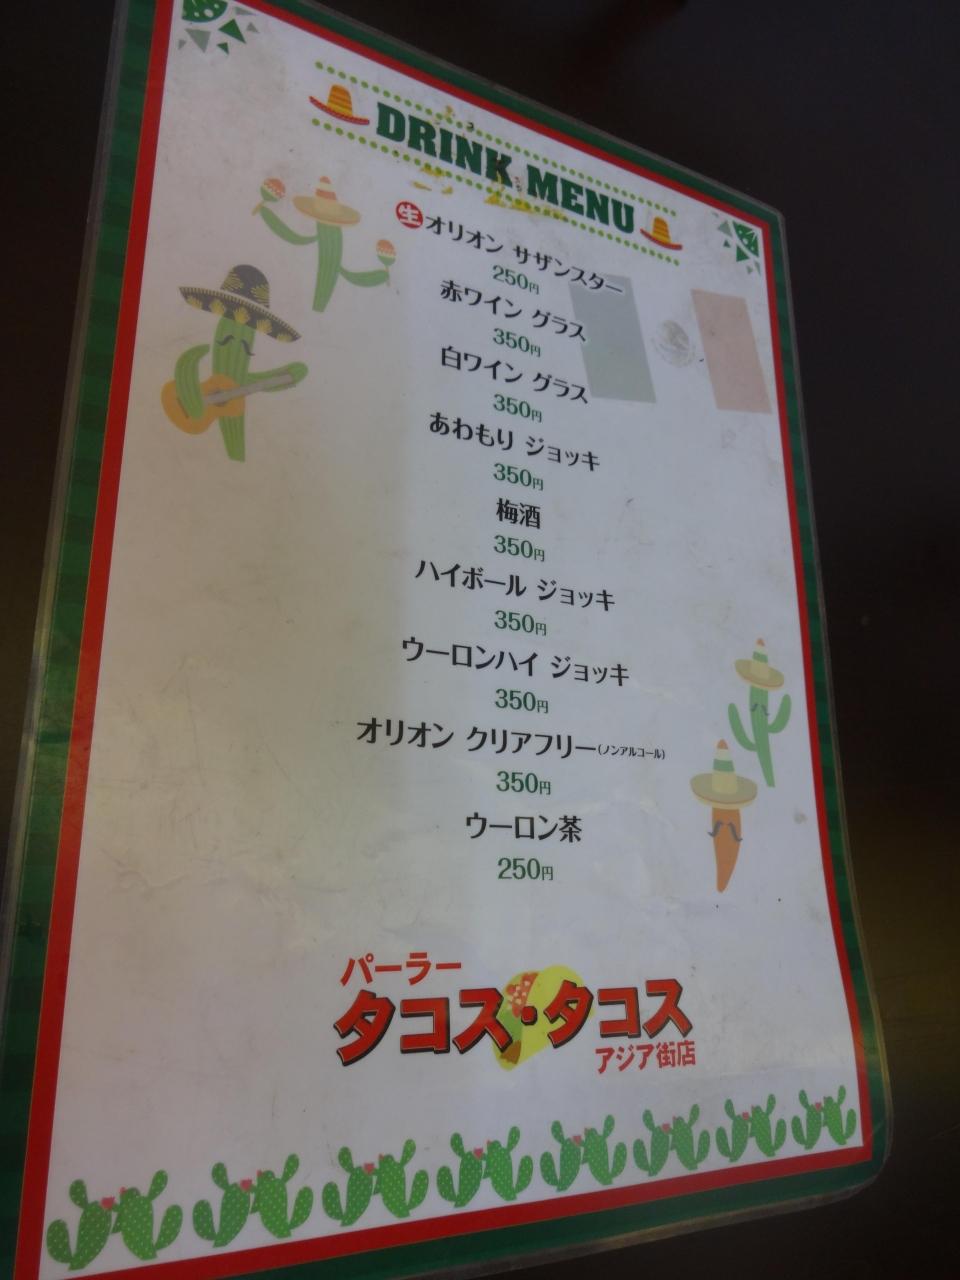 DRINK MENU
生オリオン サザンスター
250円
赤ワイン グラス
350円
白ワイン グラス
350円
あわもり ジョッキ
350円
梅酒
350円
ハイボール ジョッキ
350円
ウーロンハイ ジョッキ
350円
オリオン クリアフリー(ノンアルコール)
350円
ウーロン茶
250円
パーラー
タコス・タコス
アジア街店